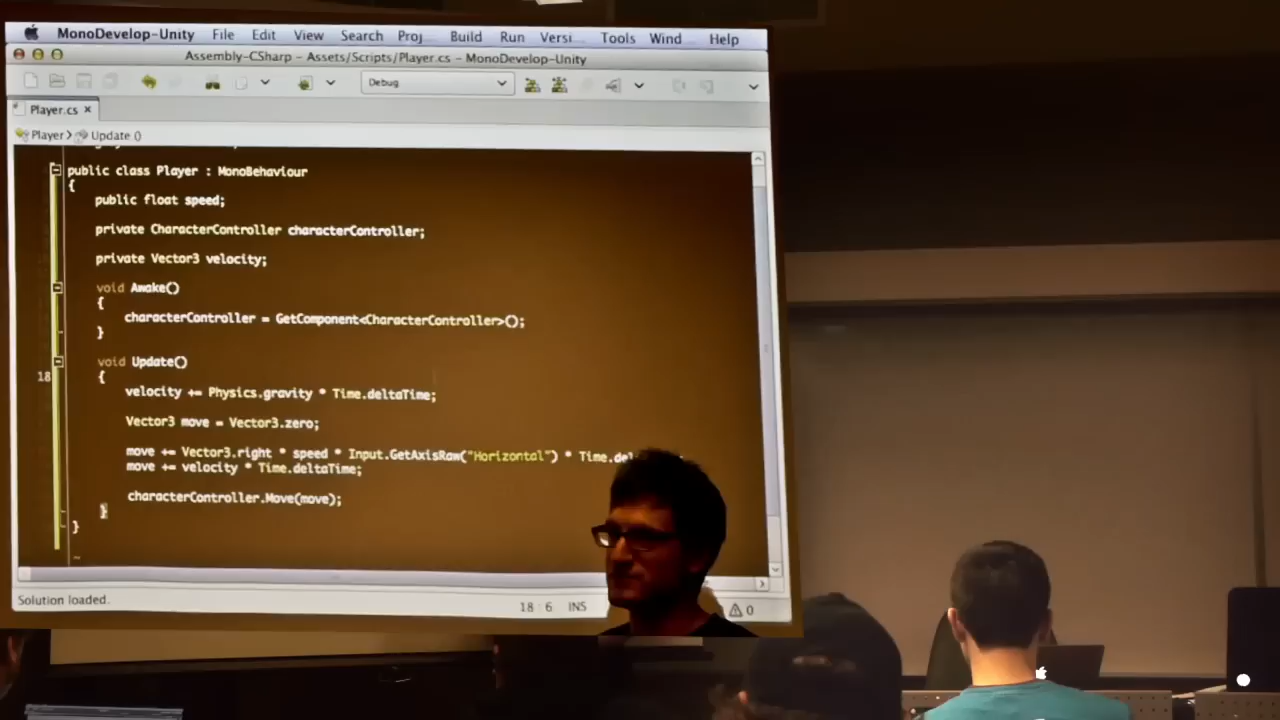 MonoDevelop-Unity File Edit View Search Proj... Build Run Versi... Tools Wind... Help
Assembly-CSharp – Assets/Scripts/Player.cs – MonoDevelop-Unity
Debug
Player.cs
Player Update ()
public class Player : MonoBehaviour
{
public float speed;
private CharacterController characterController;
private Vector3 velocity;
void Awake()
{
characterController = GetComponent<CharacterController>();
}
void Update()
18 {
velocity += Physics.gravity * Time.deltaTime;
Vector3 move = Vector3.zero;
move += Vector3.right * speed * Input.GetAxisRaw("Horizontal") * Time.del
move += velocity * Time.deltaTime;
characterController.Move(move);
}
}
~
Solution loaded. 18 : 6 INS 0